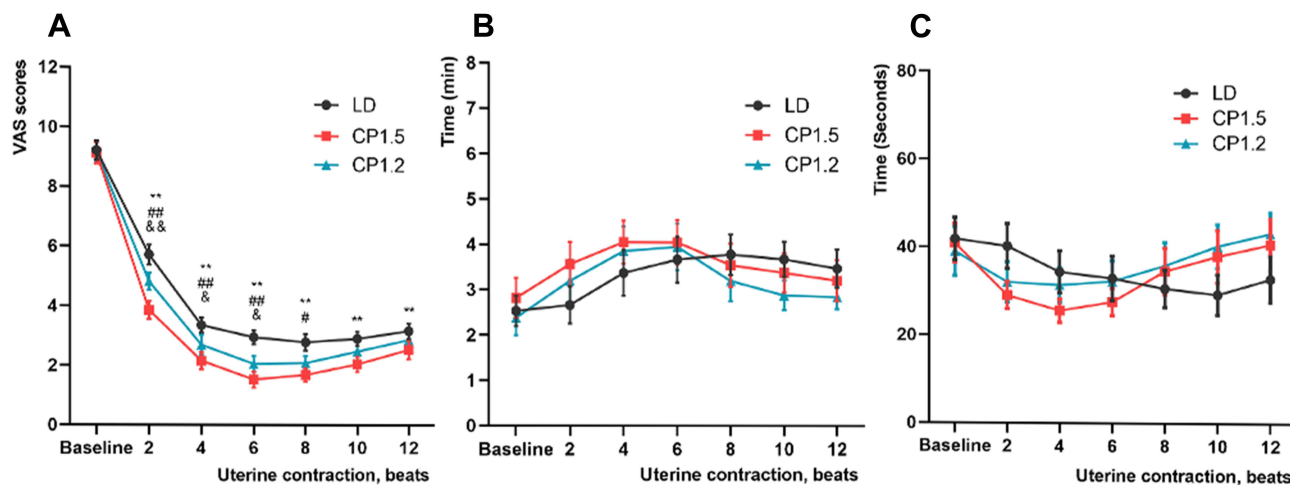 A
VAS scores
12
10
8
6
4
2
0
LD
CP1.5
CP1.2
**
##
&&
**
##
&
**
##
&
**
#
**
**
Baseline 2 4 6 8 10 12
Uterine contraction, beats
B
Time (min)
8
7
6
5
4
3
2
1
0
LD
CP1.5
CP1.2
Baseline 2 4 6 8 10 12
Uterine contraction, beats
C
Time (Seconds)
80
60
40
20
0
LD
CP1.5
CP1.2
Baseline 2 4 6 8 10 12
Uterine contraction, beats